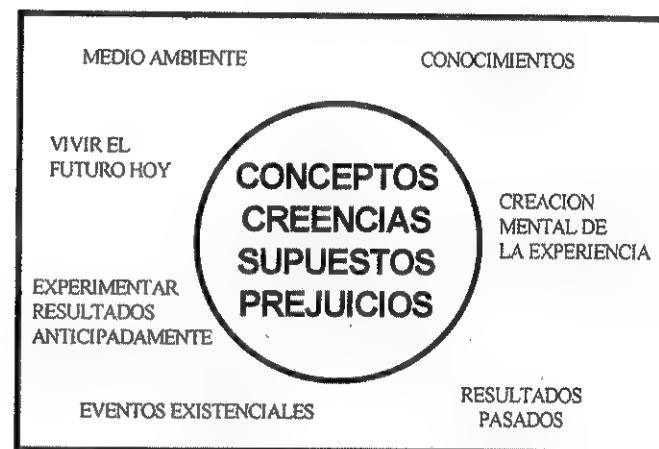 MEDIO AMBIENTE
CONOCIMIENTOS
VIVIR EL
FUTURO HOY
CONCEPTOS
CREENCIAS
SUPUESTOS
PREJUICIOS
CREACION
MENTAL DE
LA EXPERIENCIA
EXPERIMENTAR
RESULTADOS
ANTICIPADAMENTE
EVENTOS EXISTENCIALES
RESULTADOS
PASADOS